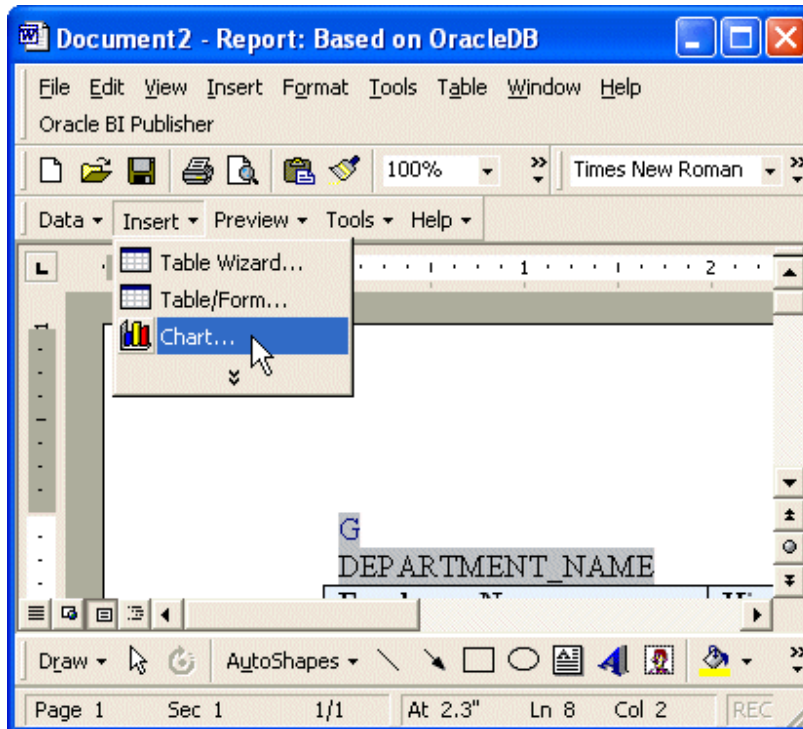 Document2 - Report: Based on OracleDB
File Edit View Insert Format Tools Table Window Help
Oracle BI Publisher
100% Times New Roman
Data Insert Preview Tools Help
Table Wizard...
1 2
Table/Form...
Chart...
G
DEPARTMENT_NAME
Draw AutoShapes
Page 1 Sec 1 1/1 At 2.3" Ln 8 Col 2 REC